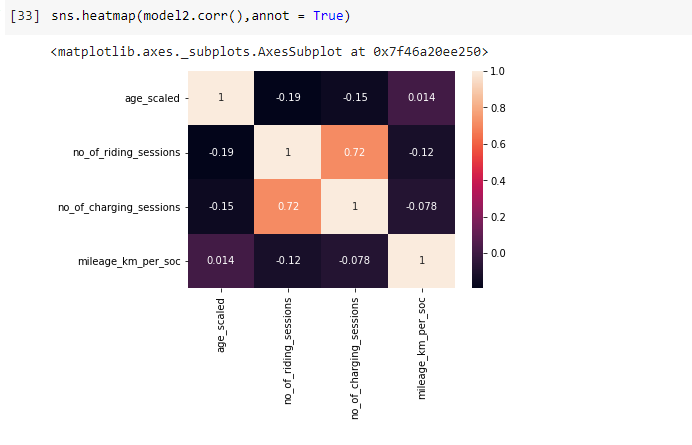 [33] sns.heatmap(model2.corr(),annot = True)
<matplotlib.axes._subplots.AxesSubplot at 0x7f46a20ee250>
age_scaled 1 -0.19 -0.15 0.014
no_of_riding_sessions -0.19 1 0.72 -0.12
no_of_charging_sessions -0.15 0.72 1 -0.078
mileage_km_per_soc 0.014 -0.12 -0.078 1
age_scaled
no_of_riding_sessions
no_of_charging_sessions
mileage_km_per_soc
1.0
0.8
0.6
0.4
0.2
0.0